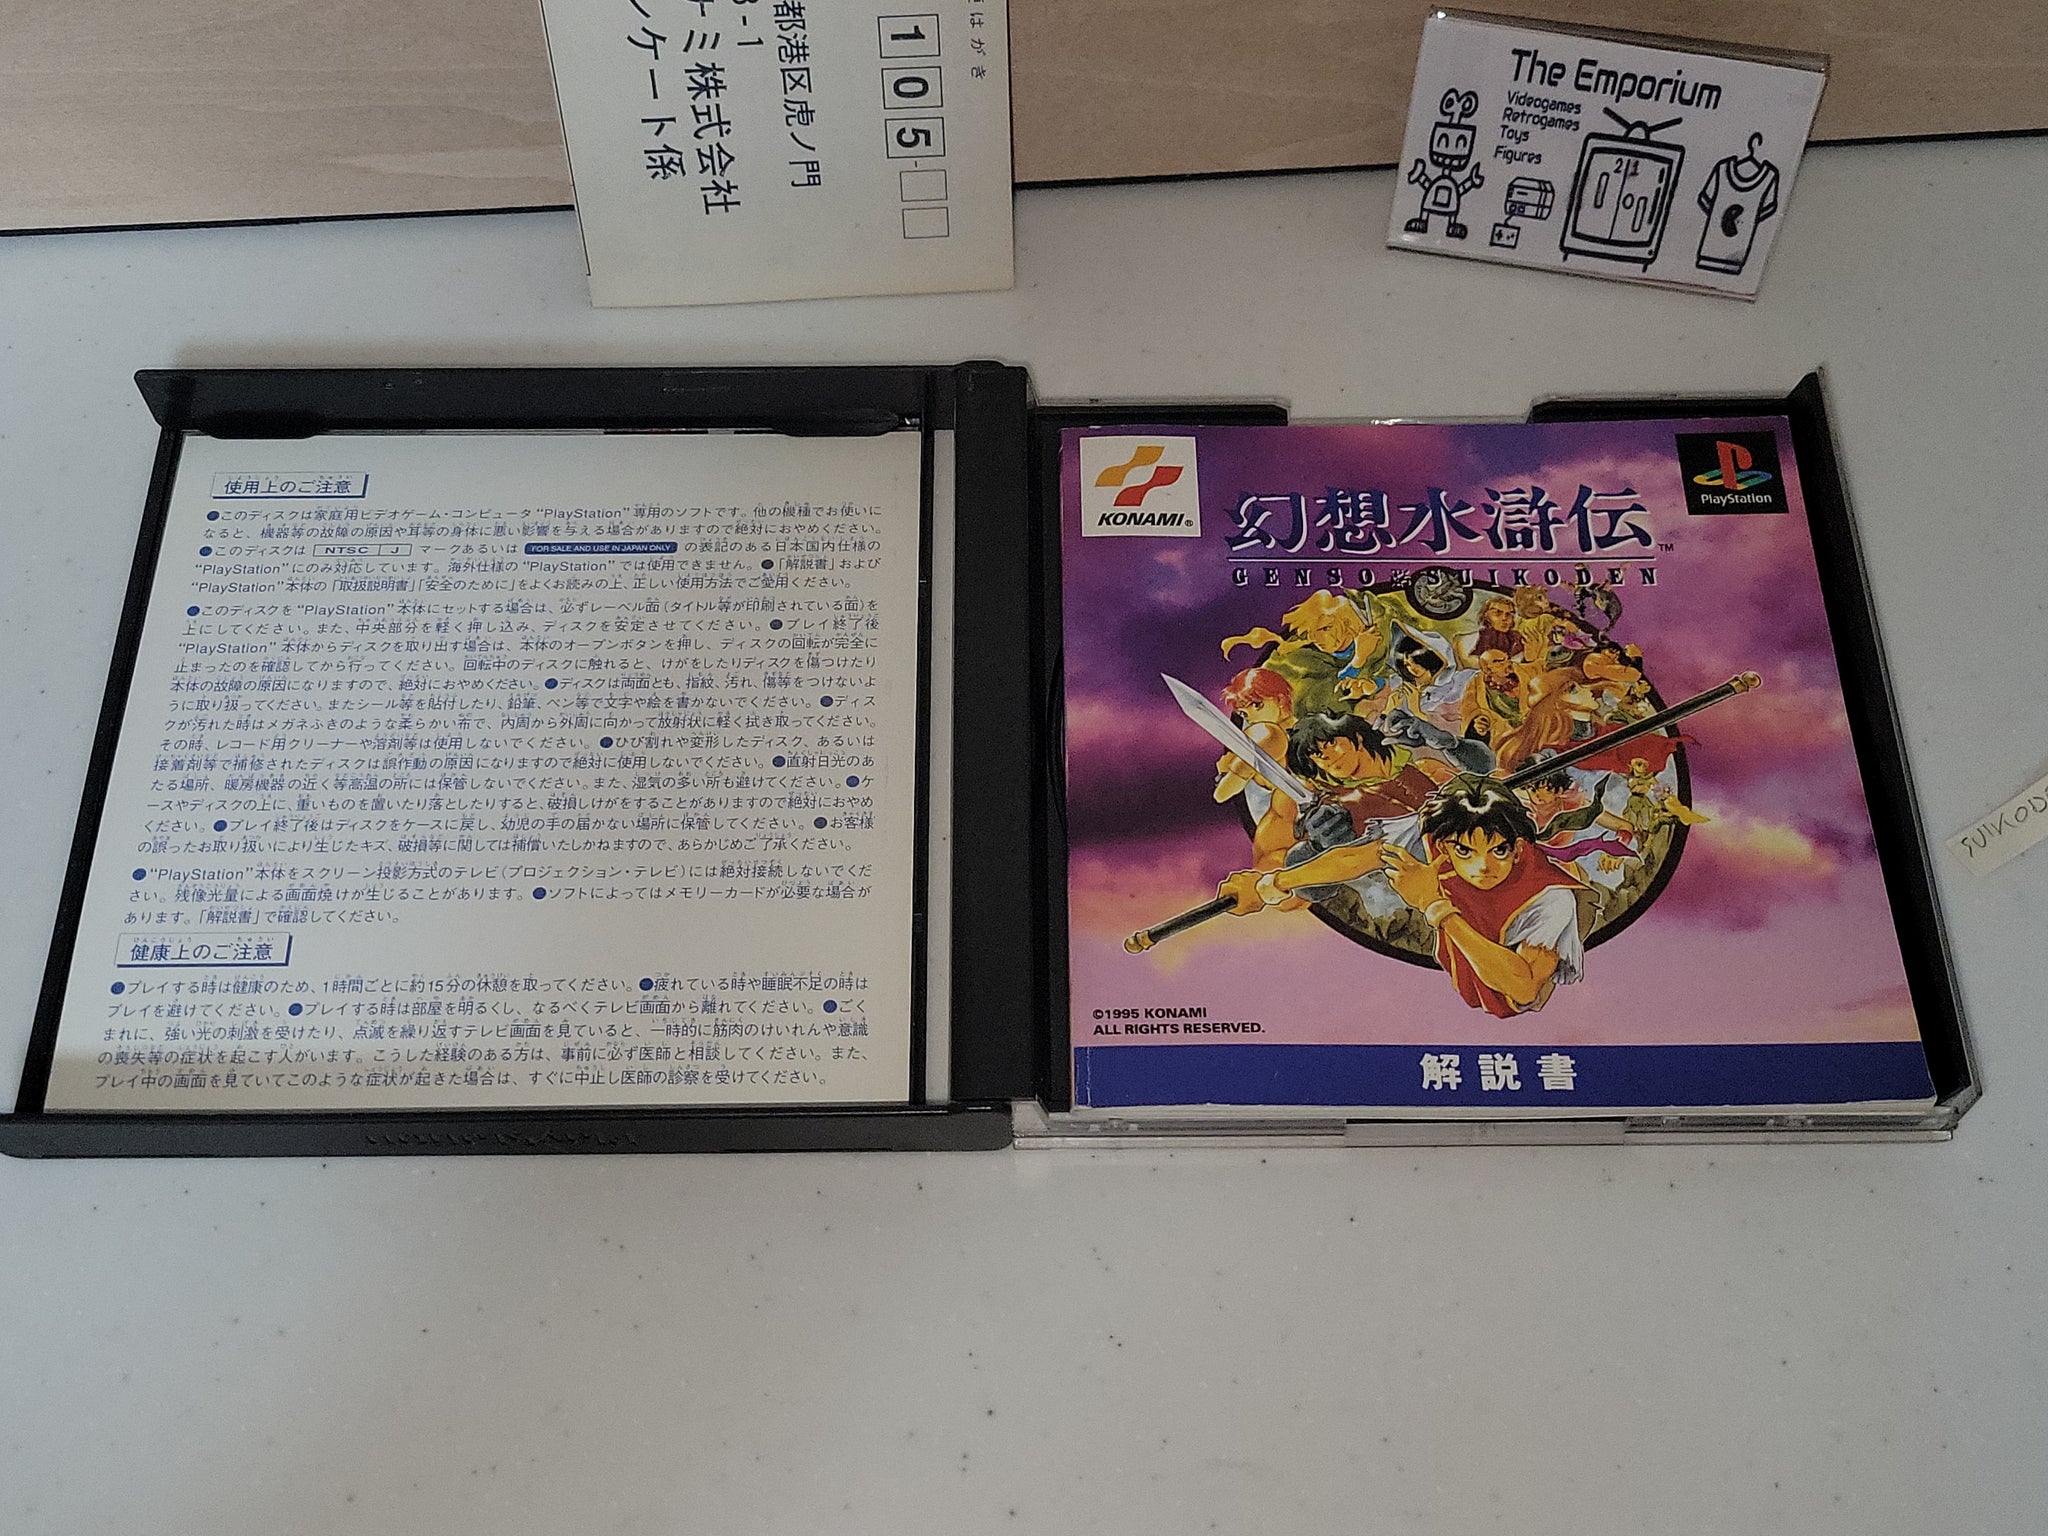 はがき
105-
都港区虎ノ門
3-1
ナミ株式会社
ンケート係
The Emporium
Videogames
Retrogames
Toys
Figures
2 1
使用上のご注意
●このディスクは家庭用ビデオゲーム・コンピュータ“PlayStation”専用のソフトです。他の機種でお使いに
なると、機器等の故障の原因や耳等の身体に悪い影響を与える場合がありますので絶対におやめください。
●このディスクは NTSC J マークあるいは FOR SALE AND USE IN JAPAN ONLY の表記のある日本国内仕様の
“PlayStation”にのみ対応しています。海外仕様の“PlayStation”では使用できません。●「解説書」および
“PlayStation”本体の「取扱説明書」「安全のために」をよくお読みの上、正しい使用方法でご愛用ください。
●このディスクを“PlayStation”本体にセットする場合は、必ずレーベル面(タイトル等が印刷されている面)を
上にしてください。また、中央部分を軽く押し込み、ディスクを安定させてください。●プレイ終了後
“PlayStation”本体からディスクを取り出す場合は、本体のオープンボタンを押し、ディスクの回転が完全に
止まったのを確認してから行ってください。回転中のディスクに触れると、けがをしたりディスクを傷つけたり
本体の故障の原因になりますので、絶対におやめください。●ディスクは両面とも、指紋、汚れ、傷等をつけないよ
うに取り扱ってください。またシール等を貼付したり、鉛筆、ペン等で文字や絵を書かないでください。●ディス
クが汚れた時はメガネふきのような柔らかい布で、内周から外周に向かって放射状に軽く拭き取ってください。
その時、レコード用クリーナーや溶剤等は使用しないでください。●ひび割れや変形したディスク、あるいは
接着剤等で補修されたディスクは誤作動の原因になりますので絶対に使用しないでください。●直射日光のあ
たる場所、暖房機器の近く等高温の所には保管しないでください。また、湿気の多い所も避けてください。●ケ
ースやディスクの上に、重いものを置いたり落としたりすると、破損しけがをすることがありますので絶対におやめ
ください。●プレイ終了後はディスクをケースに戻し、幼児の手の届かない場所に保管してください。●お客様
の誤ったお取り扱いにより生じたキズ、破損等に関しては補償いたしかねますので、あらかじめご了承ください。
●“PlayStation”本体をスクリーン投影方式のテレビ(プロジェクション・テレビ)には絶対接続しないでくだ
さい。残像光量による画面焼けが生じることがあります。●ソフトによってはメモリーカードが必要な場合が
あります。「解説書」で確認してください。
健康上のご注意
●プレイする時は健康のため、1時間ごとに約15分の休憩を取ってください。●疲れている時や睡眠不足の時は
プレイを避けてください。●プレイする時は部屋を明るくし、なるべくテレビ画面から離れてください。●ごく
まれに、強い光の刺激を受けたり、点滅を繰り返すテレビ画面を見ていると、一時的に筋肉のけいれんや意識
の喪失等の症状を起こす人がいます。こうした経験のある方は、事前に必ず医師と相談してください。また、
プレイ中の画面を見ていてこのような症状が起きた場合は、すぐに中止し医師の診察を受けてください。
KONAMI®
PlayStation
幻想水滸伝™
GENSO SUIKODEN
©1995 KONAMI
ALL RIGHTS RESERVED.
解説書
SUIKODE